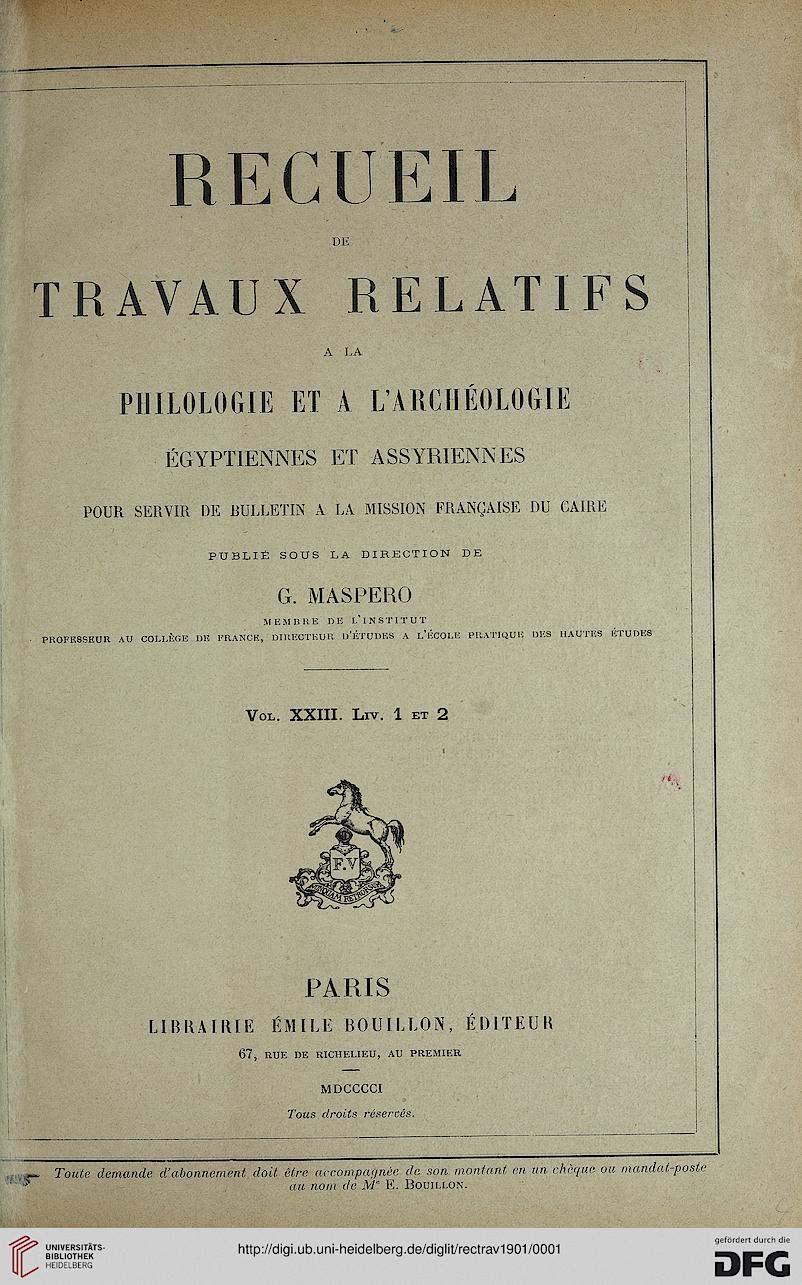 RECUEIL
DE
TRAVAUX RELATIFS
A LA
PHILOLOGIE ET A L'ARCHÉOLOGIE
ÉGYPTIENNES ET ASSYRIENNES
POUR SERVIR DE BULLETIN A LA MISSION FRANÇAISE DU CAIRE
PUBLIÉ SOUS LA DIRECTION DE
G. MASPERO
MEMBRE DE L'INSTITUT
PROFESSEUR AU COLLÈGE DE FRANCE, DIRECTEUR D'ÉTUDES A L'ÉCOLE PRATIQUE DES HAUTES ÉTUDES
VOL. XXIII. LIV. 1 ET 2
F.V
NUNQUAM RETRORSUM
PARIS
LIBRAIRIE ÉMILE BOUILLON, ÉDITEUR
67, RUE DE RICHELIEU, AU PREMIER
MDCCCCI
Tous droits réservés.
Toute demande d'abonnement doit être accompagnée de son montant en un chèque ou mandat-poste
au nom de Mr E. BOUILLON.
UNIVERSITÄTS-
BIBLIOTHEK
HEIDELBERG
http://digi.ub.uni-heidelberg.de/diglit/rectrav1901/0001
gefördert durch die
DFG